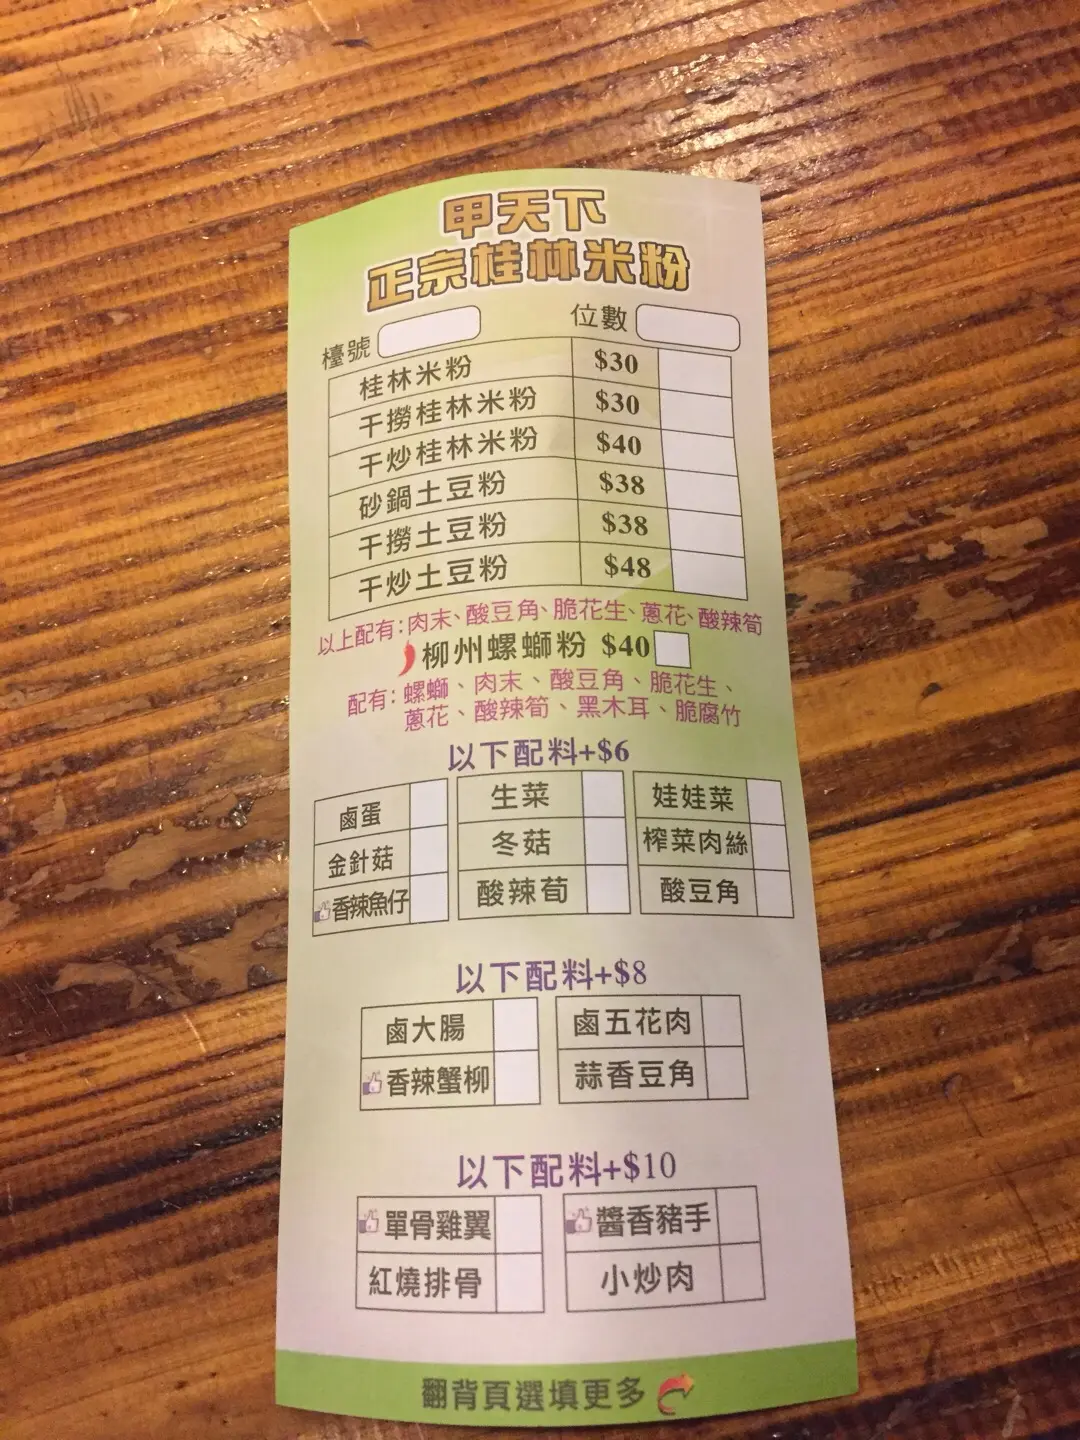 甲天下
正宗桂林米粉
檯號 位數
桂林米粉 $30
干撈桂林米粉 $30
干炒桂林米粉 $40
砂鍋土豆粉 $38
干撈土豆粉 $38
干炒土豆粉 $48
以上配有:肉末、酸豆角、脆花生、蔥花、酸辣筍
柳州螺螄粉 $40
配有:螺螄、肉末、酸豆角、脆花生、
蔥花、酸辣筍、黑木耳、脆腐竹
以下配料+$6
鹵蛋 生菜 娃娃菜
金針菇 冬菇 榨菜肉絲
香辣魚仔 酸辣荀 酸豆角
以下配料+$8
鹵大腸 鹵五花肉
香辣蟹柳 蒜香豆角
以下配料+$10
單骨雞翼 醬香豬手
紅燒排骨 小炒肉
翻背頁選填更多